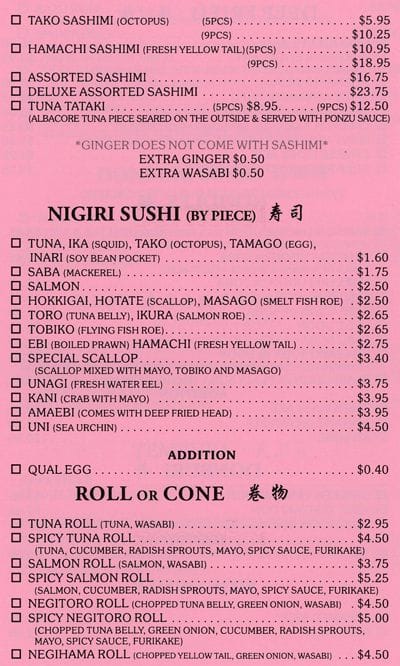 ☐ TAKO SASHIMI (OCTOPUS) (5PCS) . . . . . . . . . . . . . . . . . $5.95
(9PCS) . . . . . . . . . . . . . . . . $10.25
☐ HAMACHI SASHIMI (FRESH YELLOW TAIL)(5PCS) . . . . . . . . . $10.95
(9PCS) . . . . . . . . . $18.95
☐ ASSORTED SASHIMI . . . . . . . . . . . . . . . . . . . . . . . . . . $16.75
☐ DELUXE ASSORTED SASHIMI . . . . . . . . . . . . . . . . . . . $23.75
☐ TUNA TATAKI . . . . . . . . . . . . . . (5PCS) $8.95. . . . . . (9PCS) $12.50
(ALBACORE TUNA PIECE SEARED ON THE OUTSIDE & SERVED WITH PONZU SAUCE)
*GINGER DOES NOT COME WITH SASHIMI*
EXTRA GINGER $0.50
EXTRA WASABI $0.50
NIGIRI SUSHI (BY PIECE) 寿司
☐ TUNA, IKA (SQUID), TAKO (OCTOPUS), TAMAGO (EGG),
INARI (SOY BEAN POCKET) . . . . . . . . . . . . . . . . . . . . . . . . $1.60
☐ SABA (MACKEREL) . . . . . . . . . . . . . . . . . . . . . . . . . . . . . $1.75
☐ SALMON . . . . . . . . . . . . . . . . . . . . . . . . . . . . . . . . . . . $2.50
☐ HOKKIGAI, HOTATE (SCALLOP), MASAGO (SMELT FISH ROE) . $2.50
☐ TORO (TUNA BELLY), IKURA (SALMON ROE) . . . . . . . . . . . . . $2.65
☐ TOBIKO (FLYING FISH ROE) . . . . . . . . . . . . . . . . . . . . . . . $2.65
☐ EBI (BOILED PRAWN) HAMACHI (FRESH YELLOW TAIL) . . . . . . . $2.75
☐ SPECIAL SCALLOP . . . . . . . . . . . . . . . . . . . . . . . . . . . . $3.40
(SCALLOP MIXED WITH MAYO, TOBIKO AND MASAGO)
☐ UNAGI (FRESH WATER EEL) . . . . . . . . . . . . . . . . . . . . . . . $3.75
☐ KANI (CRAB WITH MAYO) . . . . . . . . . . . . . . . . . . . . . . . . . $3.95
☐ AMAEBI (COMES WITH DEEP FRIED HEAD) . . . . . . . . . . . . . . $3.95
☐ UNI (SEA URCHIN) . . . . . . . . . . . . . . . . . . . . . . . . . . . . . $4.50
ADDITION
☐ QUAL EGG . . . . . . . . . . . . . . . . . . . . . . . . . . . . . . . . . $0.40
ROLL OR CONE 巻物
☐ TUNA ROLL (TUNA, WASABI) . . . . . . . . . . . . . . . . . . . . . . $2.95
☐ SPICY TUNA ROLL . . . . . . . . . . . . . . . . . . . . . . . . . . . . $4.50
(TUNA, CUCUMBER, RADISH SPROUTS, MAYO, SPICY SAUCE, FURIKAKE)
☐ SALMON ROLL (SALMON, WASABI) . . . . . . . . . . . . . . . . . . $3.75
☐ SPICY SALMON ROLL . . . . . . . . . . . . . . . . . . . . . . . . . . $5.25
(SALMON, CUCUMBER, RADISH SPROUTS, MAYO, SPICY SAUCE, FURIKAKE)
☐ NEGITORO ROLL (CHOPPED TUNA BELLY, GREEN ONION, WASABI) . $4.50
☐ SPICY NEGITORO ROLL . . . . . . . . . . . . . . . . . . . . . . . . $5.00
(CHOPPED TUNA BELLY, GREEN ONION, CUCUMBER, RADISH SPROUTS,
MAYO, SPICY SAUCE, FURIKAKE)
☐ NEGIHAMA ROLL (CHOPPED YELLOW TAIL, GREEN ONION, WASABI) . . $4.50